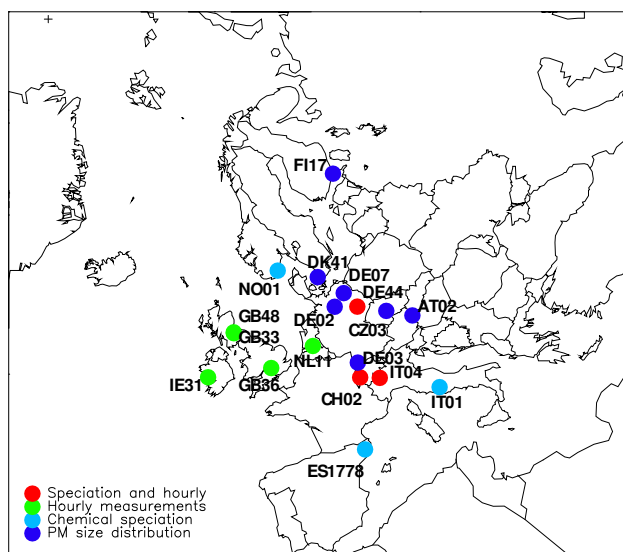 FI17
DK41
DE07
NO01
DE44
GB48
DE02
AT02
CZ03
GB33
NL11
DE03
IT04
IE31
GB36
CH02
IT01
ES1778
Speciation and hourly
Hourly measurements
Chemical speciation
PM size distribution